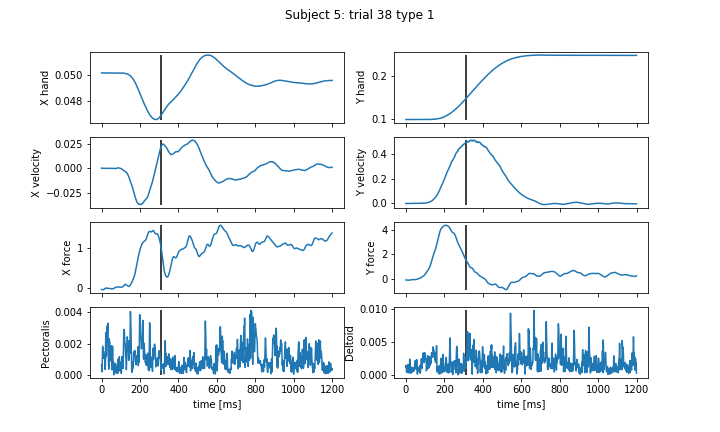 Subject 5: trial 38 type 1
X hand
0.050
0.048
Y hand
0.2
0.1
X velocity
0.025
0.000
−0.025
Y velocity
0.4
0.2
0.0
X force
1
0
Y force
4
2
0
Pectoralis
0.004
0.002
0.000
0 200 400 600 800 1000 1200
time [ms]
Deltoid
0.010
0.005
0.000
0 200 400 600 800 1000 1200
time [ms]